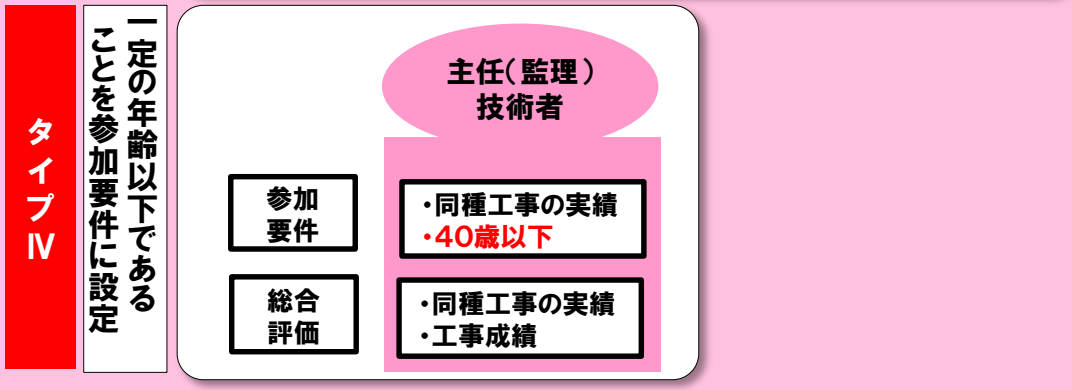 タイプⅣ
一定の年齢以下である
ことを参加要件に設定
主任(監理)
技術者
参加
要件
・同種工事の実績
・40歳以下
総合
評価
・同種工事の実績
・工事成績